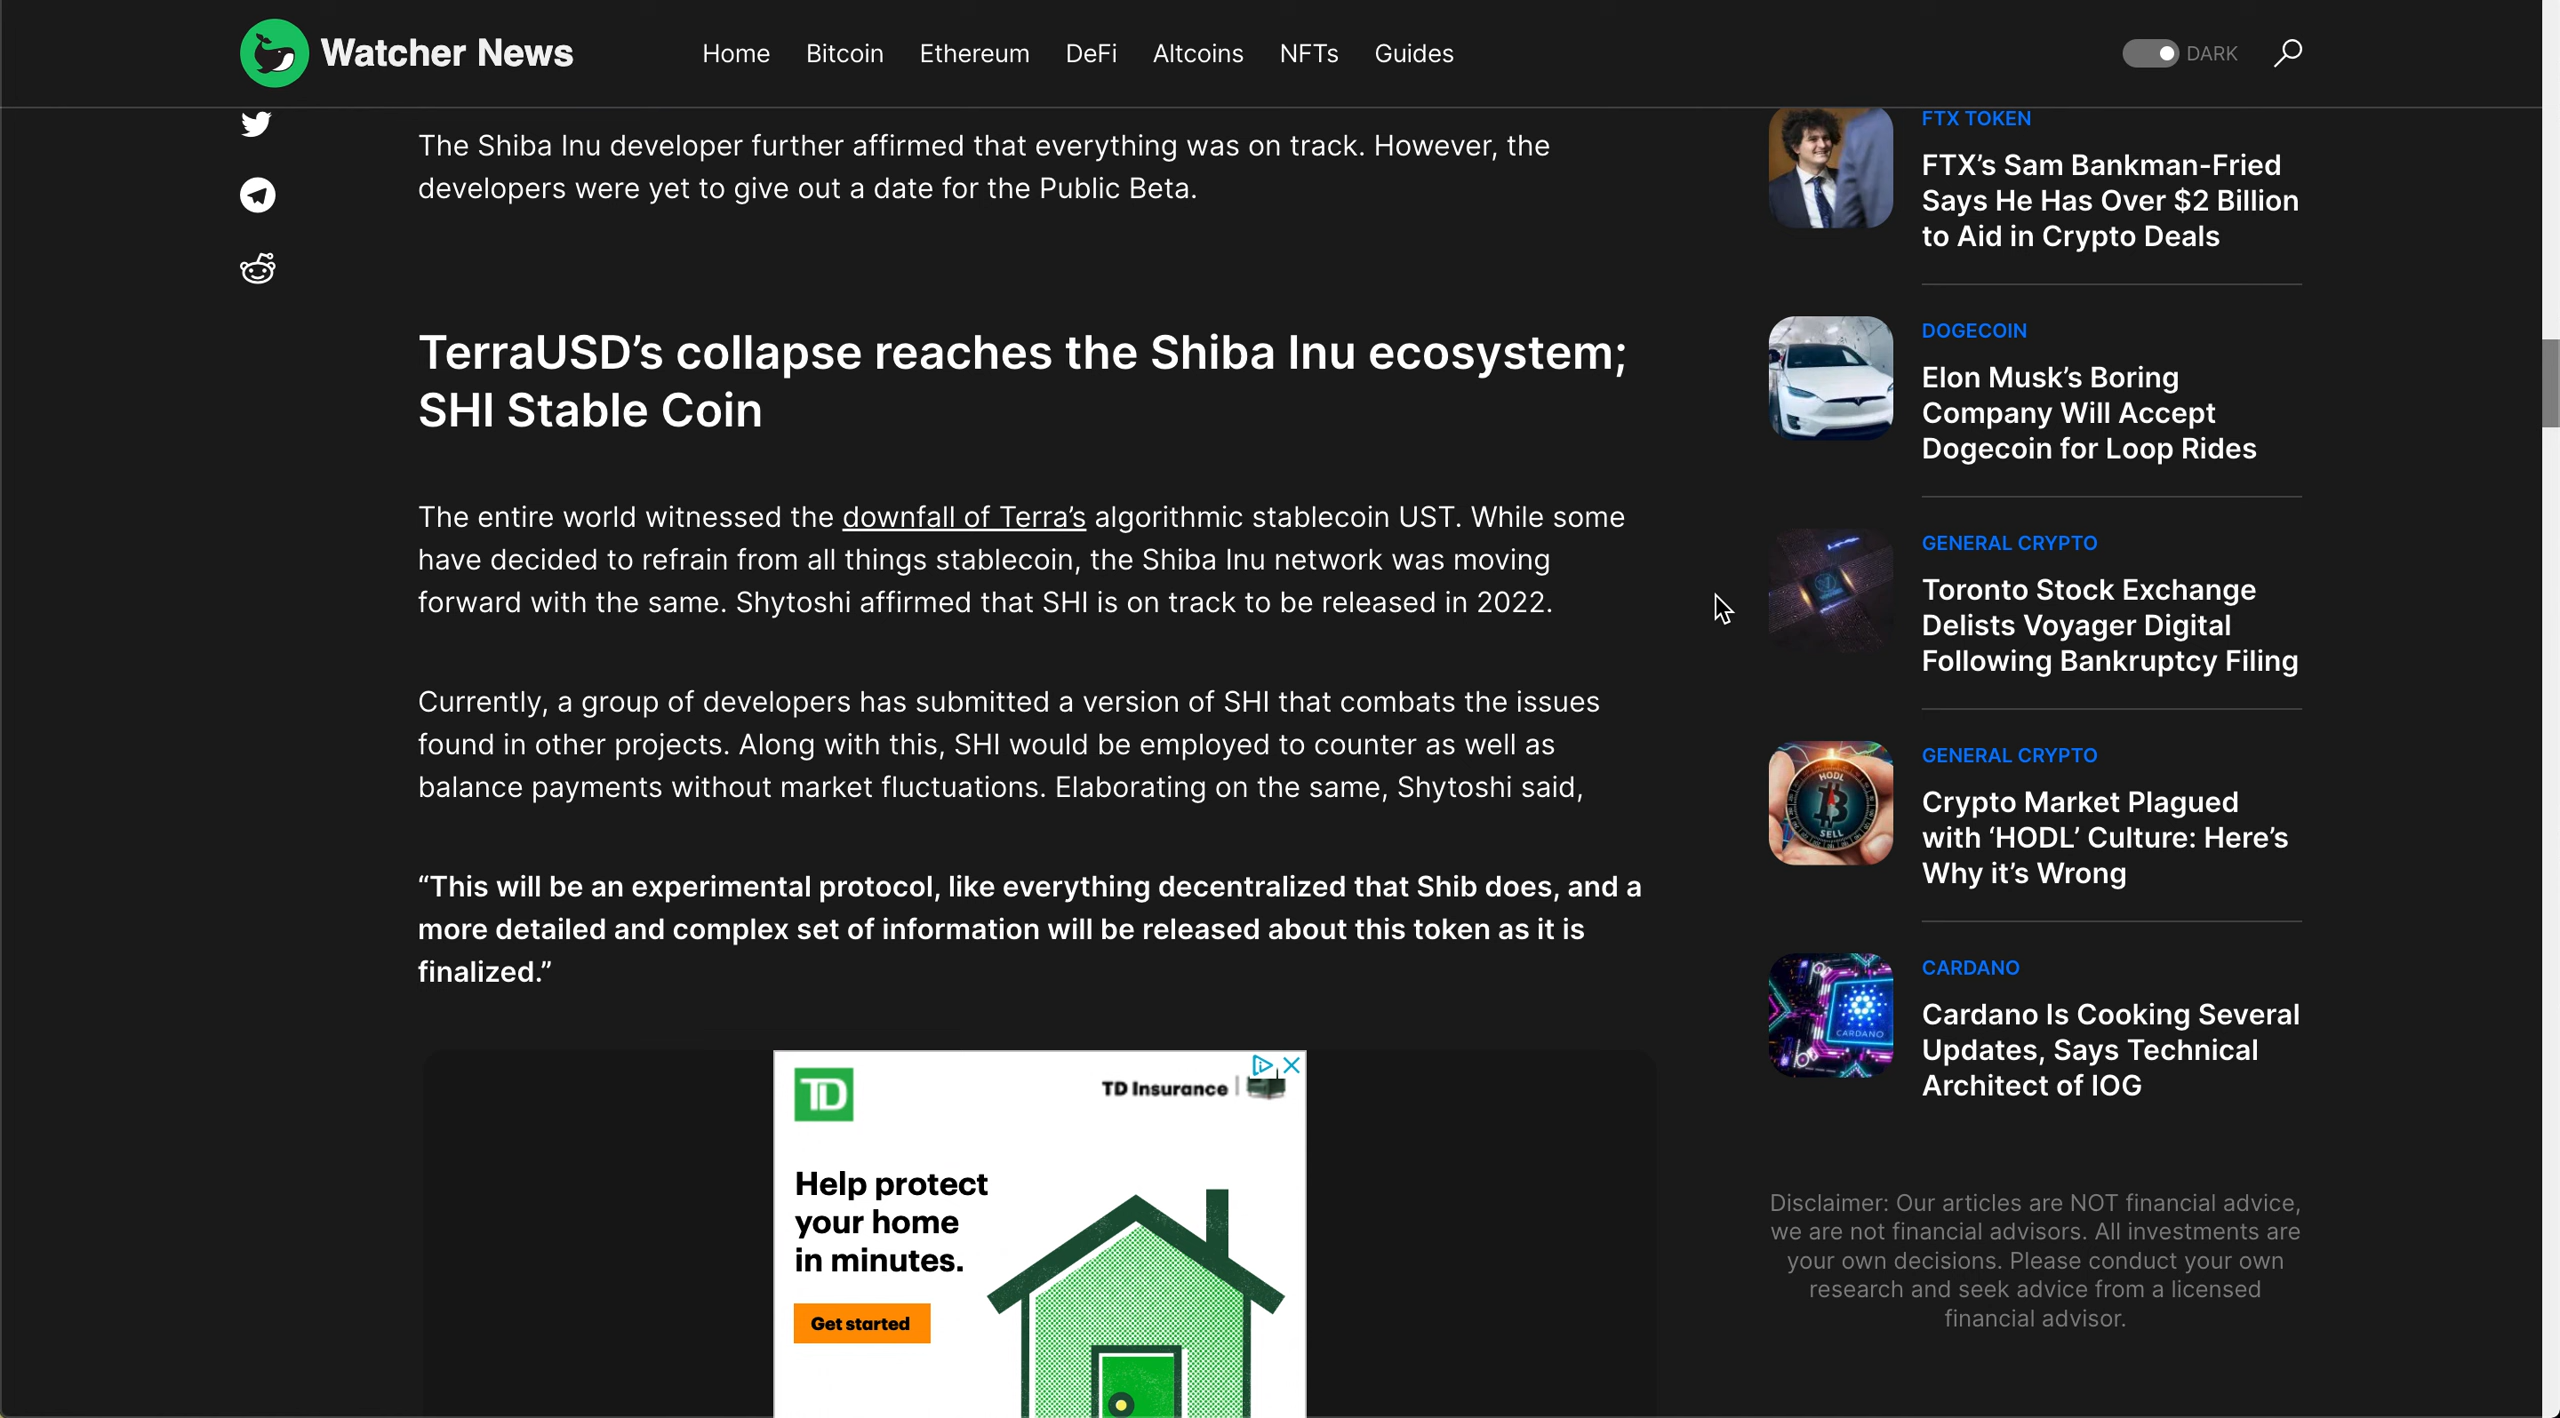 Watcher News
Home
Bitcoin
Ethereum
DeFi
Altcoins
NFTs
Guides
DARK
The Shiba Inu developer further affirmed that everything was on track. However, the
developers were yet to give out a date for the Public Beta.
TerraUSD’s collapse reaches the Shiba Inu ecosystem;
SHI Stable Coin
The entire world witnessed the downfall of Terra’s algorithmic stablecoin UST. While some
have decided to refrain from all things stablecoin, the Shiba Inu network was moving
forward with the same. Shytoshi affirmed that SHI is on track to be released in 2022.
Currently, a group of developers has submitted a version of SHI that combats the issues
found in other projects. Along with this, SHI would be employed to counter as well as
balance payments without market fluctuations. Elaborating on the same, Shytoshi said,
“This will be an experimental protocol, like everything decentralized that Shib does, and a
more detailed and complex set of information will be released about this token as it is
finalized.”
TD
TD Insurance
Help protect
your home
in minutes.
Get started
FTX TOKEN
FTX’s Sam Bankman-Fried
Says He Has Over $2 Billion
to Aid in Crypto Deals
DOGECOIN
Elon Musk’s Boring
Company Will Accept
Dogecoin for Loop Rides
GENERAL CRYPTO
Toronto Stock Exchange
Delists Voyager Digital
Following Bankruptcy Filing
HODL
SELL
GENERAL CRYPTO
Crypto Market Plagued
with ‘HODL’ Culture: Here’s
Why it’s Wrong
CARDANO
CARDANO
Cardano Is Cooking Several
Updates, Says Technical
Architect of IOG
Disclaimer: Our articles are NOT financial advice,
we are not financial advisors. All investments are
your own decisions. Please conduct your own
research and seek advice from a licensed
financial advisor.